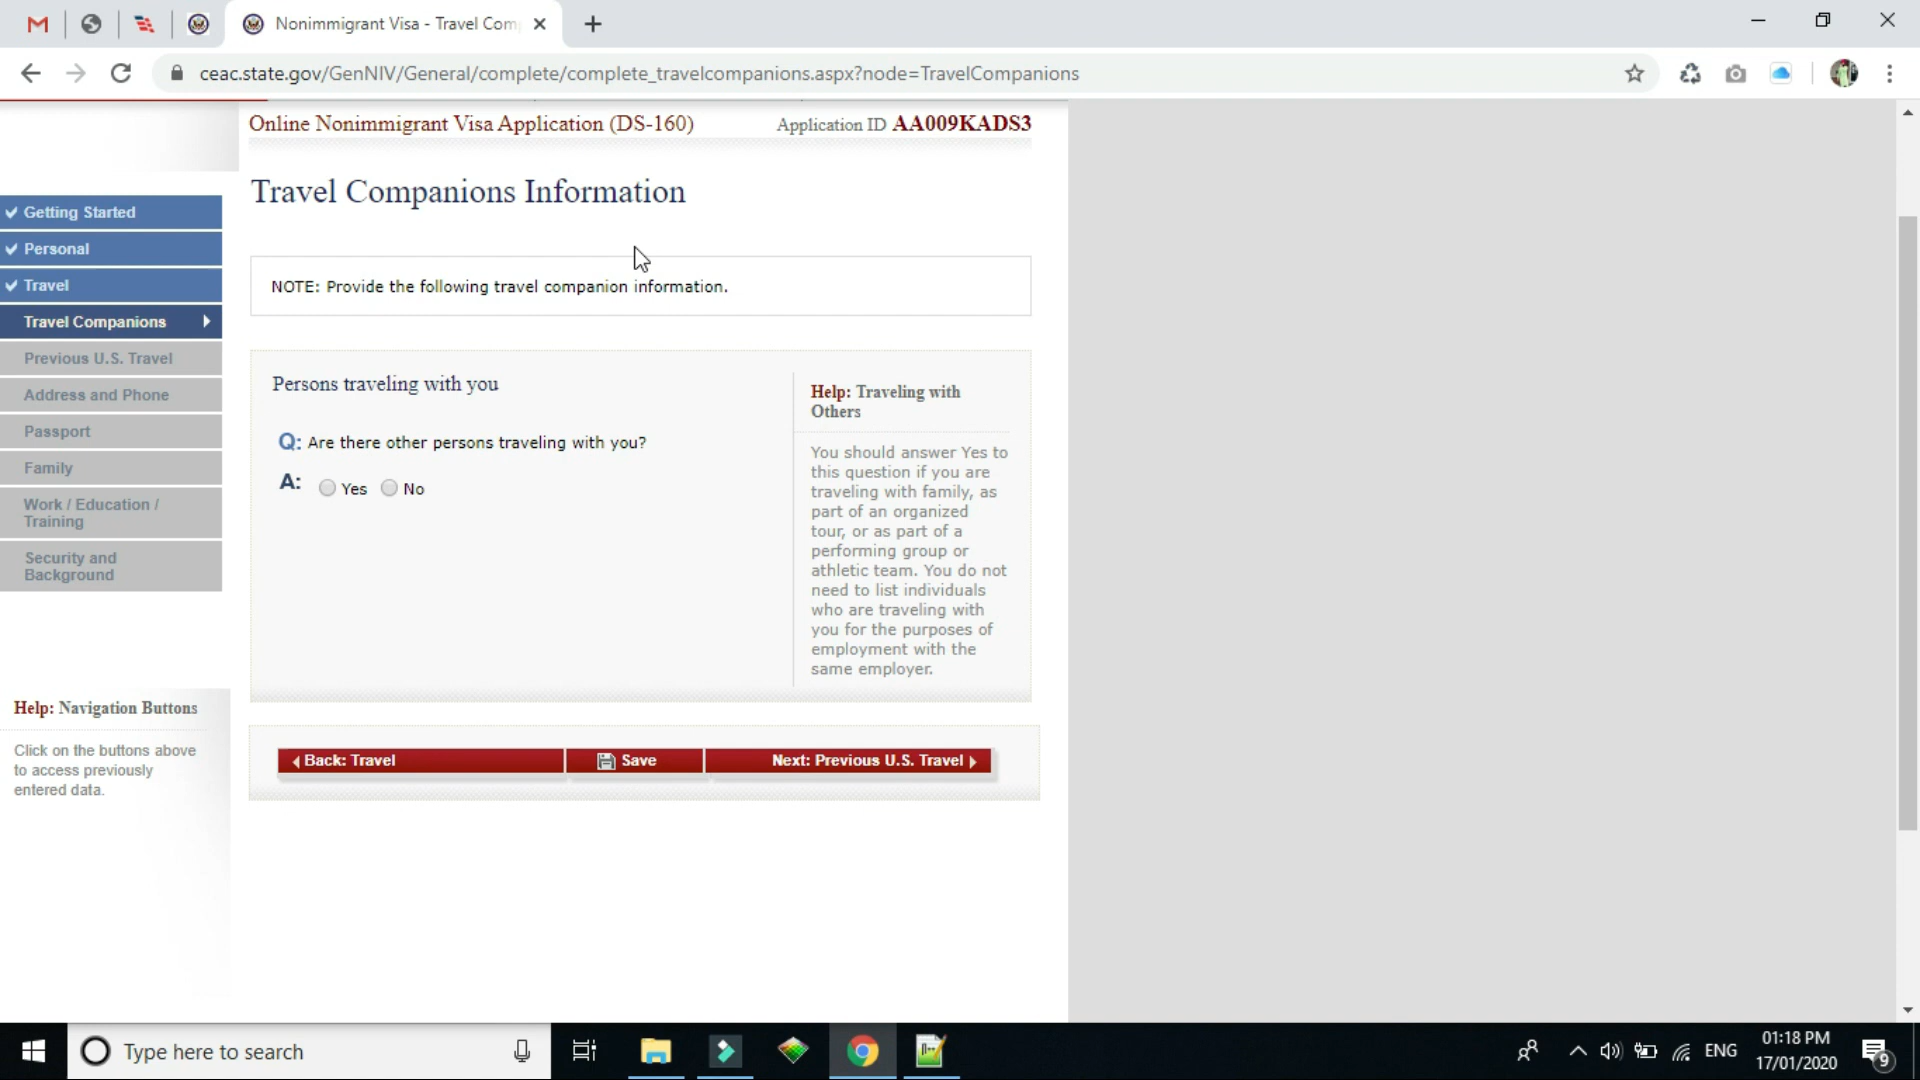 Nonimmigrant Visa - Travel Com
ceac.state.gov/GenNIV/General/complete/complete_travelcompanions.aspx?node=TravelCompanions
Online Nonimmigrant Visa Application (DS-160)
Application ID AA009KADS3
Travel Companions Information
Getting Started
Personal
Travel
Travel Companions
Previous U.S. Travel
Address and Phone
Passport
Family
Work / Education /
Training
Security and
Background
Help: Navigation Buttons
Click on the buttons above
to access previously
entered data.
NOTE: Provide the following travel companion information.
Persons traveling with you
Q: Are there other persons traveling with you?
A: Yes No
Help: Traveling with
Others
You should answer Yes to
this question if you are
traveling with family, as
part of an organized
tour, or as part of a
performing group or
athletic team. You do not
need to list individuals
who are traveling with
you for the purposes of
employment with the
same employer.
Back: Travel
Save
Next: Previous U.S. Travel
Type here to search
ENG
01:18 PM
17/01/2020
9